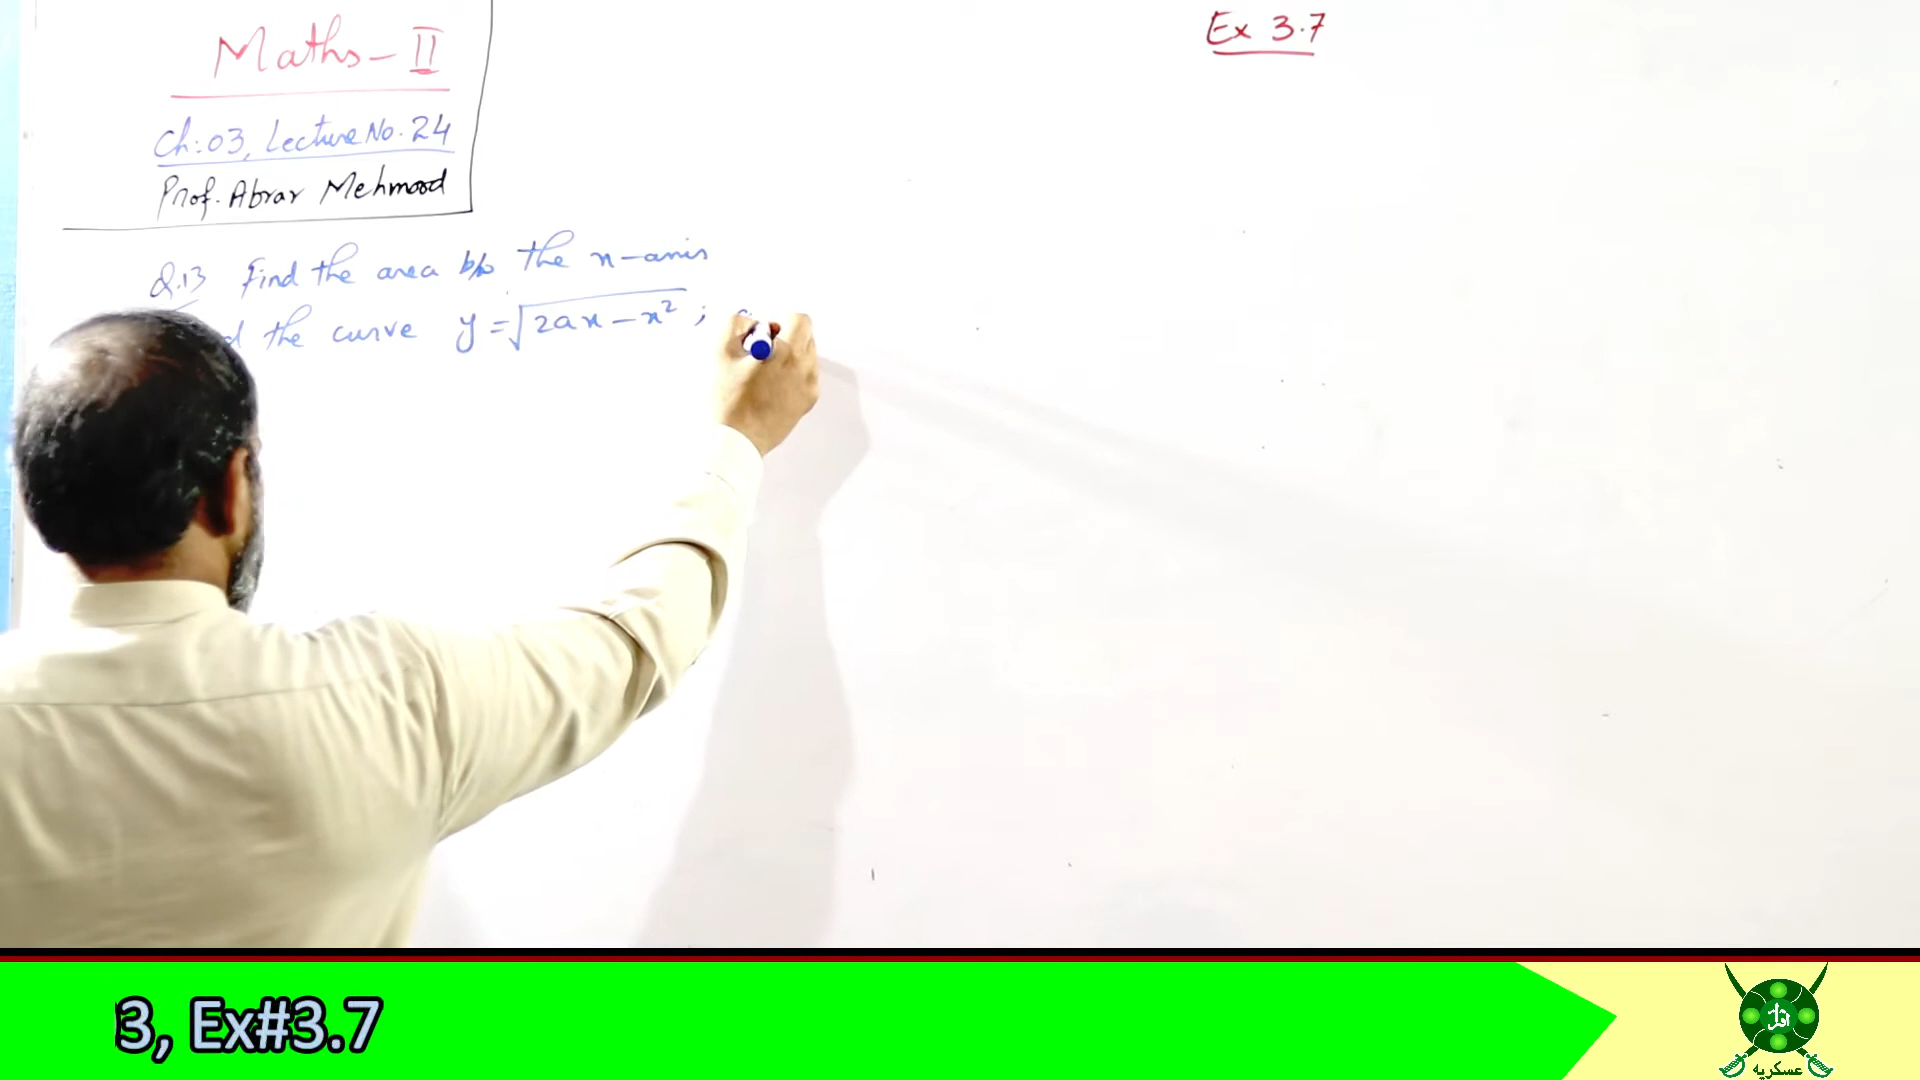 Maths-II
Ch:03, Lecture No. 24
Prof. Abrar Mehmood
Ex 3.7
Q.13 Find the area b/w the x-axis
the curve y = √2ax - x² ;
3, Ex#3.7
عسکریہ